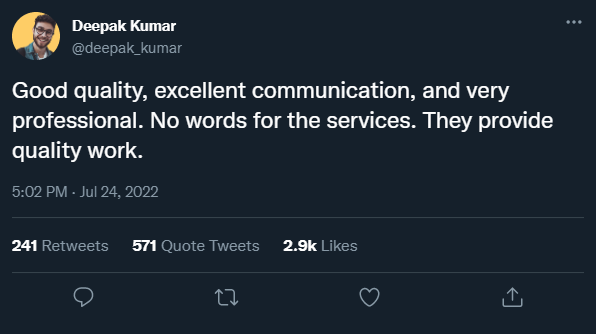 Deepak Kumar
@deepak_kumar
Good quality, excellent communication, and very
professional. No words for the services. They provide
quality work.
5:02 PM · Jul 24, 2022
241 Retweets 571 Quote Tweets 2.9k Likes